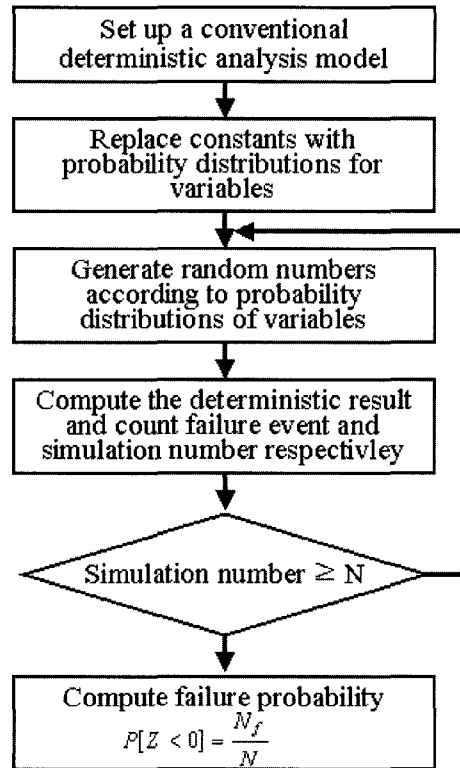 Set up a conventional
deterministic analysis model
Replace constants with
probability distributions for
variables
Generate random numbers
according to probability
distributions of variables
Compute the deterministic result
and count failure event and
simulation number respectivley
Simulation number ≥ N
Compute failure probability
P[Z < 0] = N_f / N